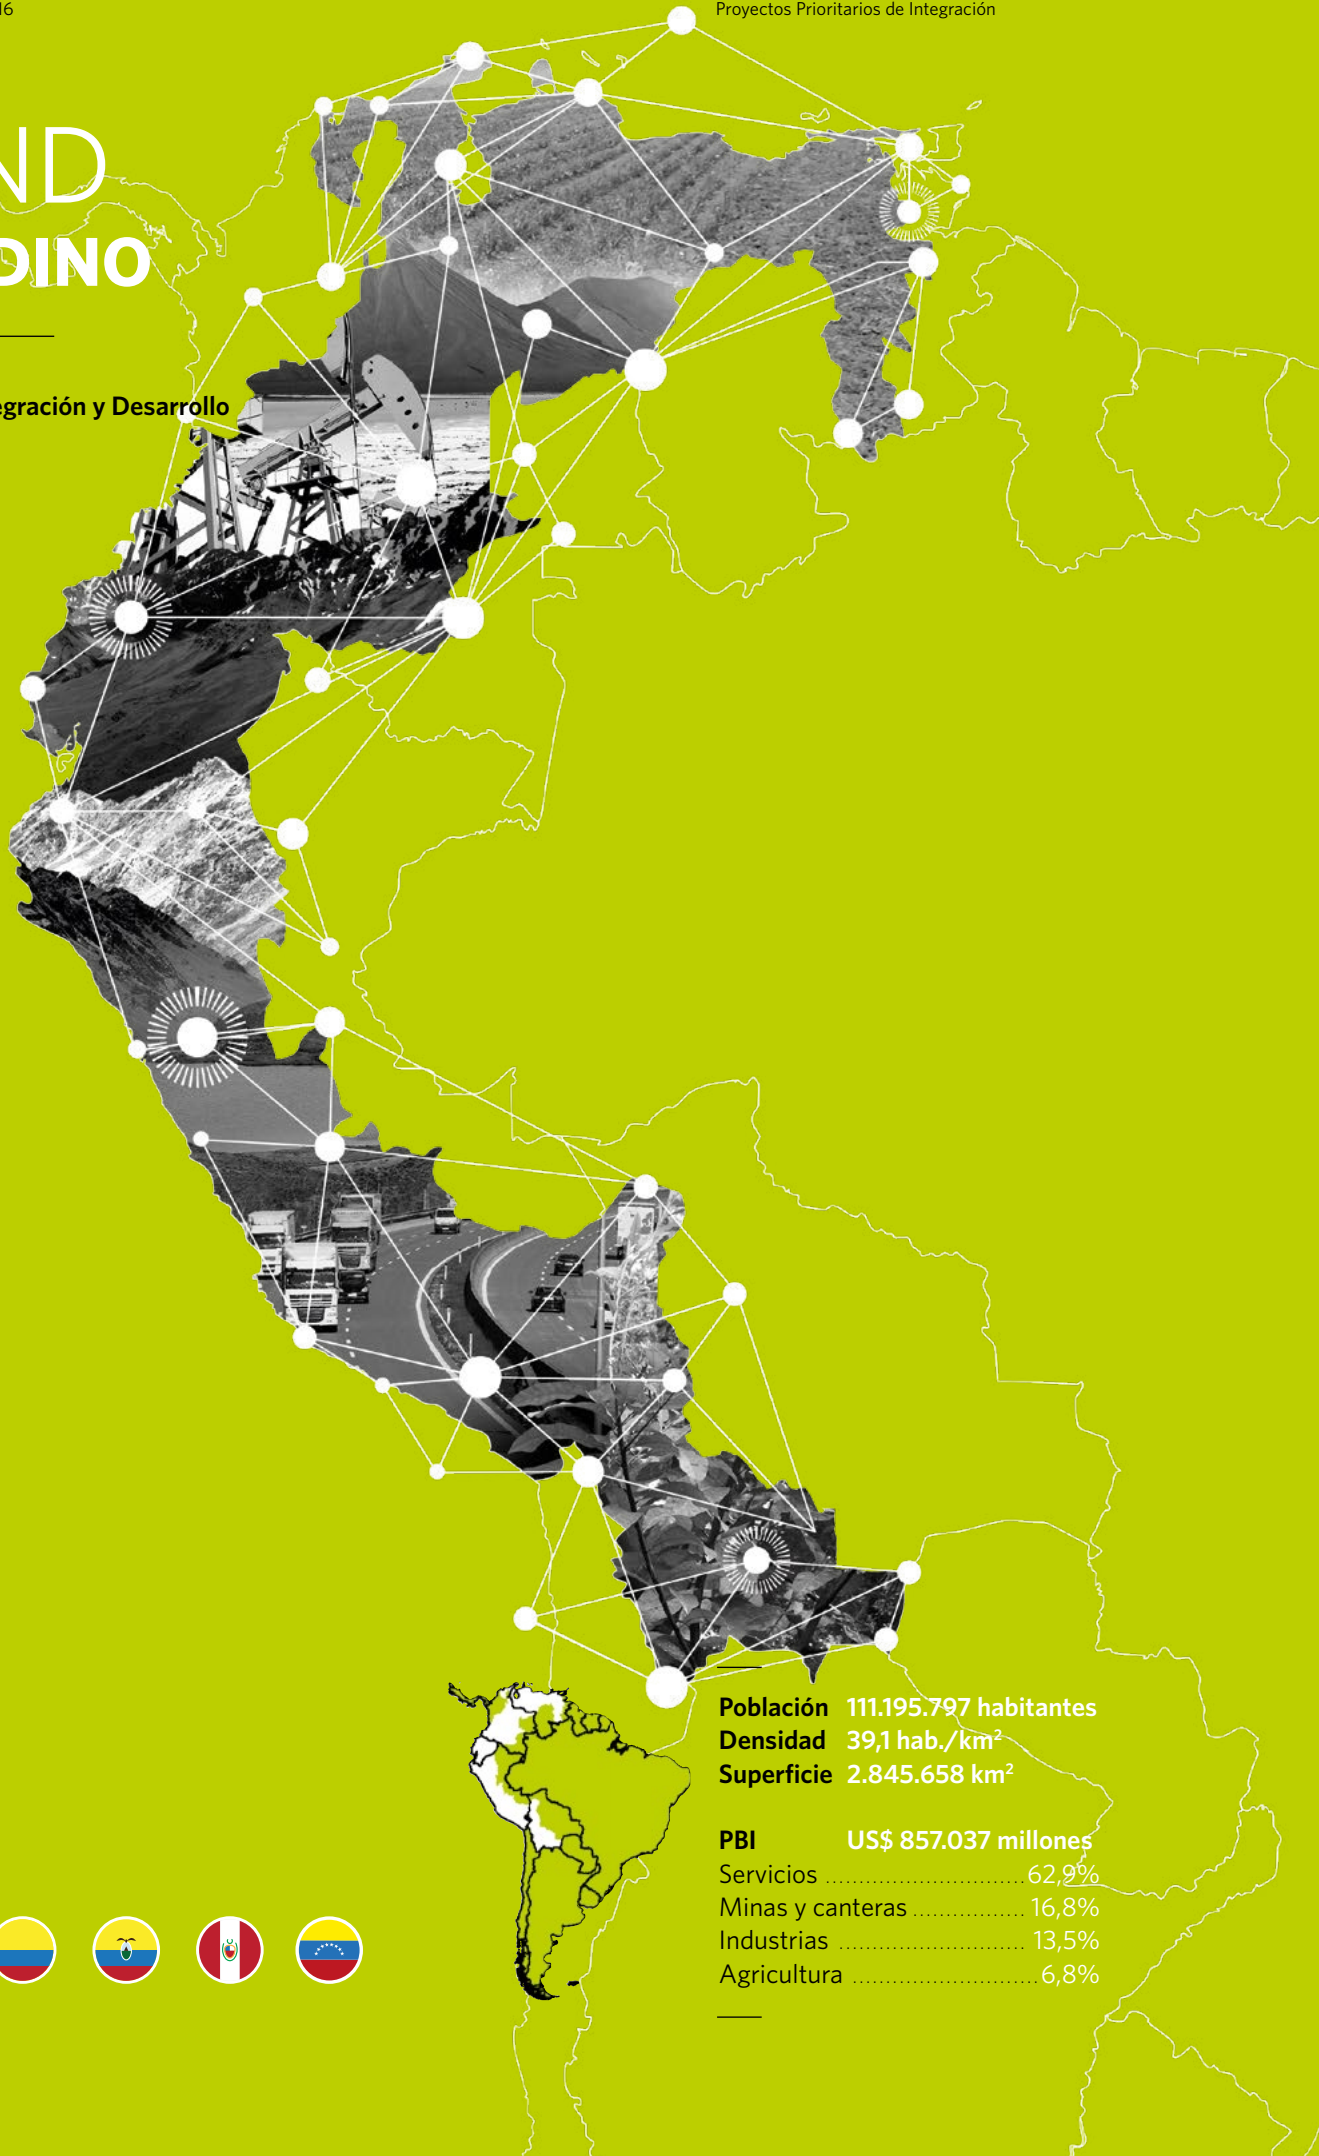 16
Proyectos Prioritarios de Integración
ND
DINO
egración y Desarrollo
Población 111.195.797 habitantes
Densidad 39,1 hab./km²
Superficie 2.845.658 km²
PBI US$ 857.037 millones
Servicios .............................. 62,9%
Minas y canteras ................. 16,8%
Industrias ............................ 13,5%
Agricultura ............................ 6,8%